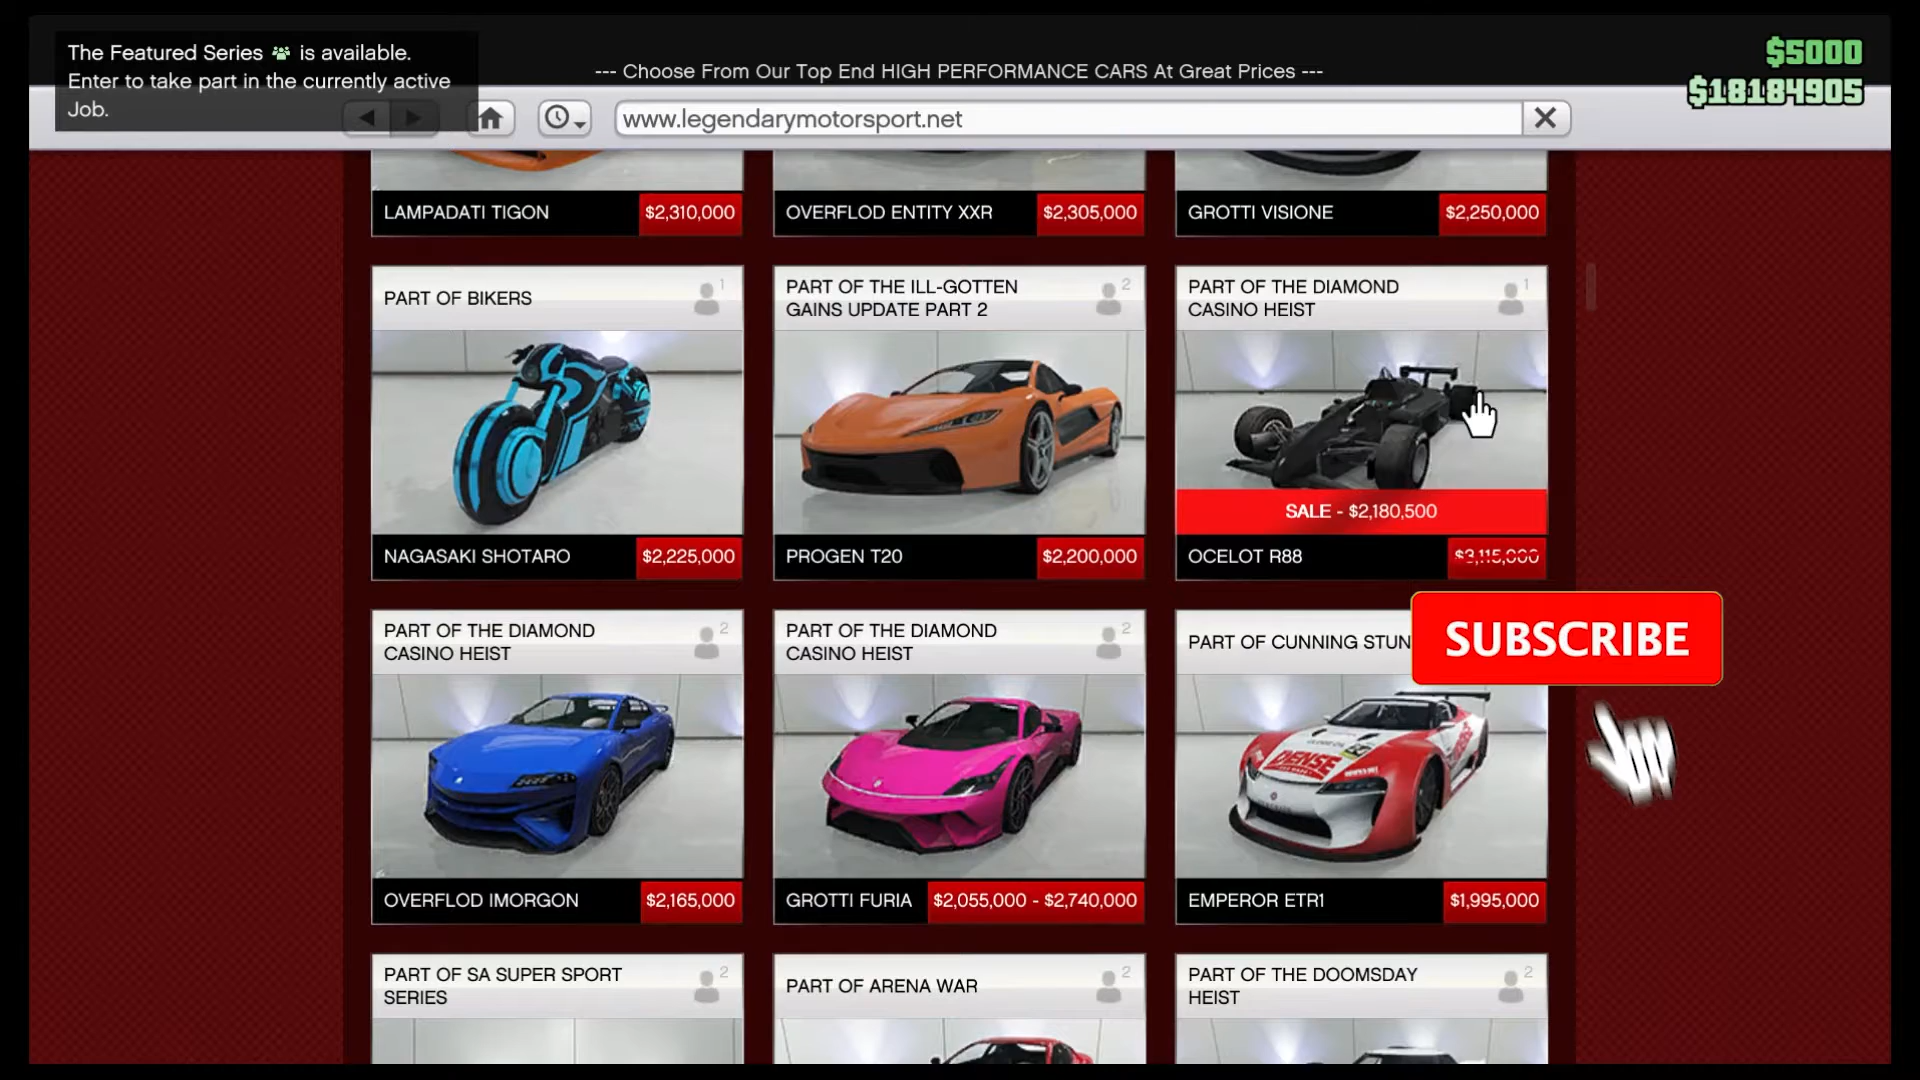 The Featured Series is available.
Enter to take part in the currently active
Job.
--- Choose From Our Top End HIGH PERFORMANCE CARS At Great Prices ---
$5000
$18184905
www.legendarymotorsport.net
LAMPADATI TIGON $2,310,000
OVERFLOD ENTITY XXR $2,305,000
GROTTI VISIONE $2,250,000
PART OF BIKERS 1
PART OF THE ILL-GOTTEN
GAINS UPDATE PART 2 2
PART OF THE DIAMOND
CASINO HEIST 1
SALE - $2,180,500
NAGASAKI SHOTARO $2,225,000
PROGEN T20 $2,200,000
OCELOT R88 $3,115,000
PART OF THE DIAMOND
CASINO HEIST 2
PART OF THE DIAMOND
CASINO HEIST 2
PART OF CUNNING STUN
SUBSCRIBE
DENSE
OVERFLOD IMORGON $2,165,000
GROTTI FURIA $2,055,000 - $2,740,000
EMPEROR ETR1 $1,995,000
PART OF SA SUPER SPORT
SERIES 2
PART OF ARENA WAR 2
PART OF THE DOOMSDAY
HEIST 2